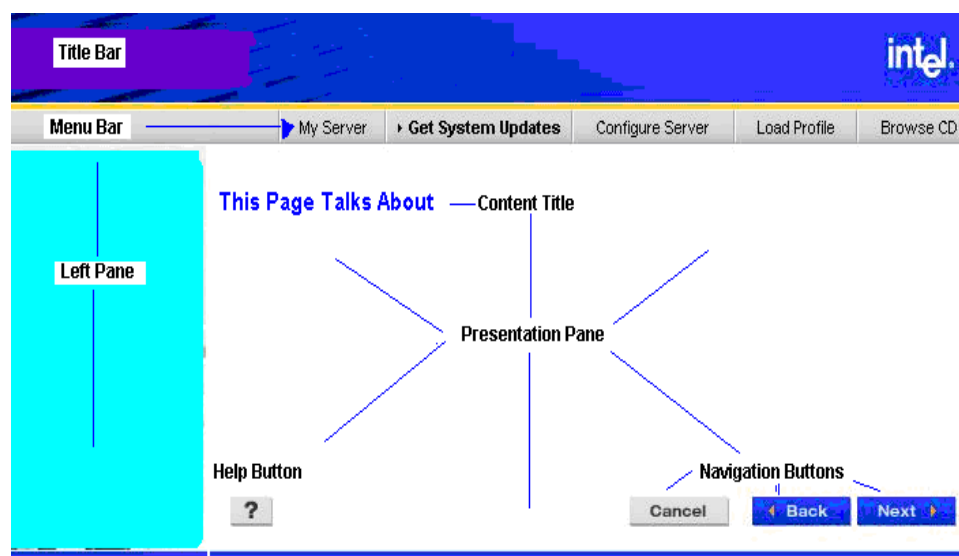 Title Bar
intel.
Menu Bar My Server Get System Updates Configure Server Load Profile Browse CD
This Page Talks About Content Title
Left Pane
Presentation Pane
Help Button Navigation Buttons
? Cancel Back Next